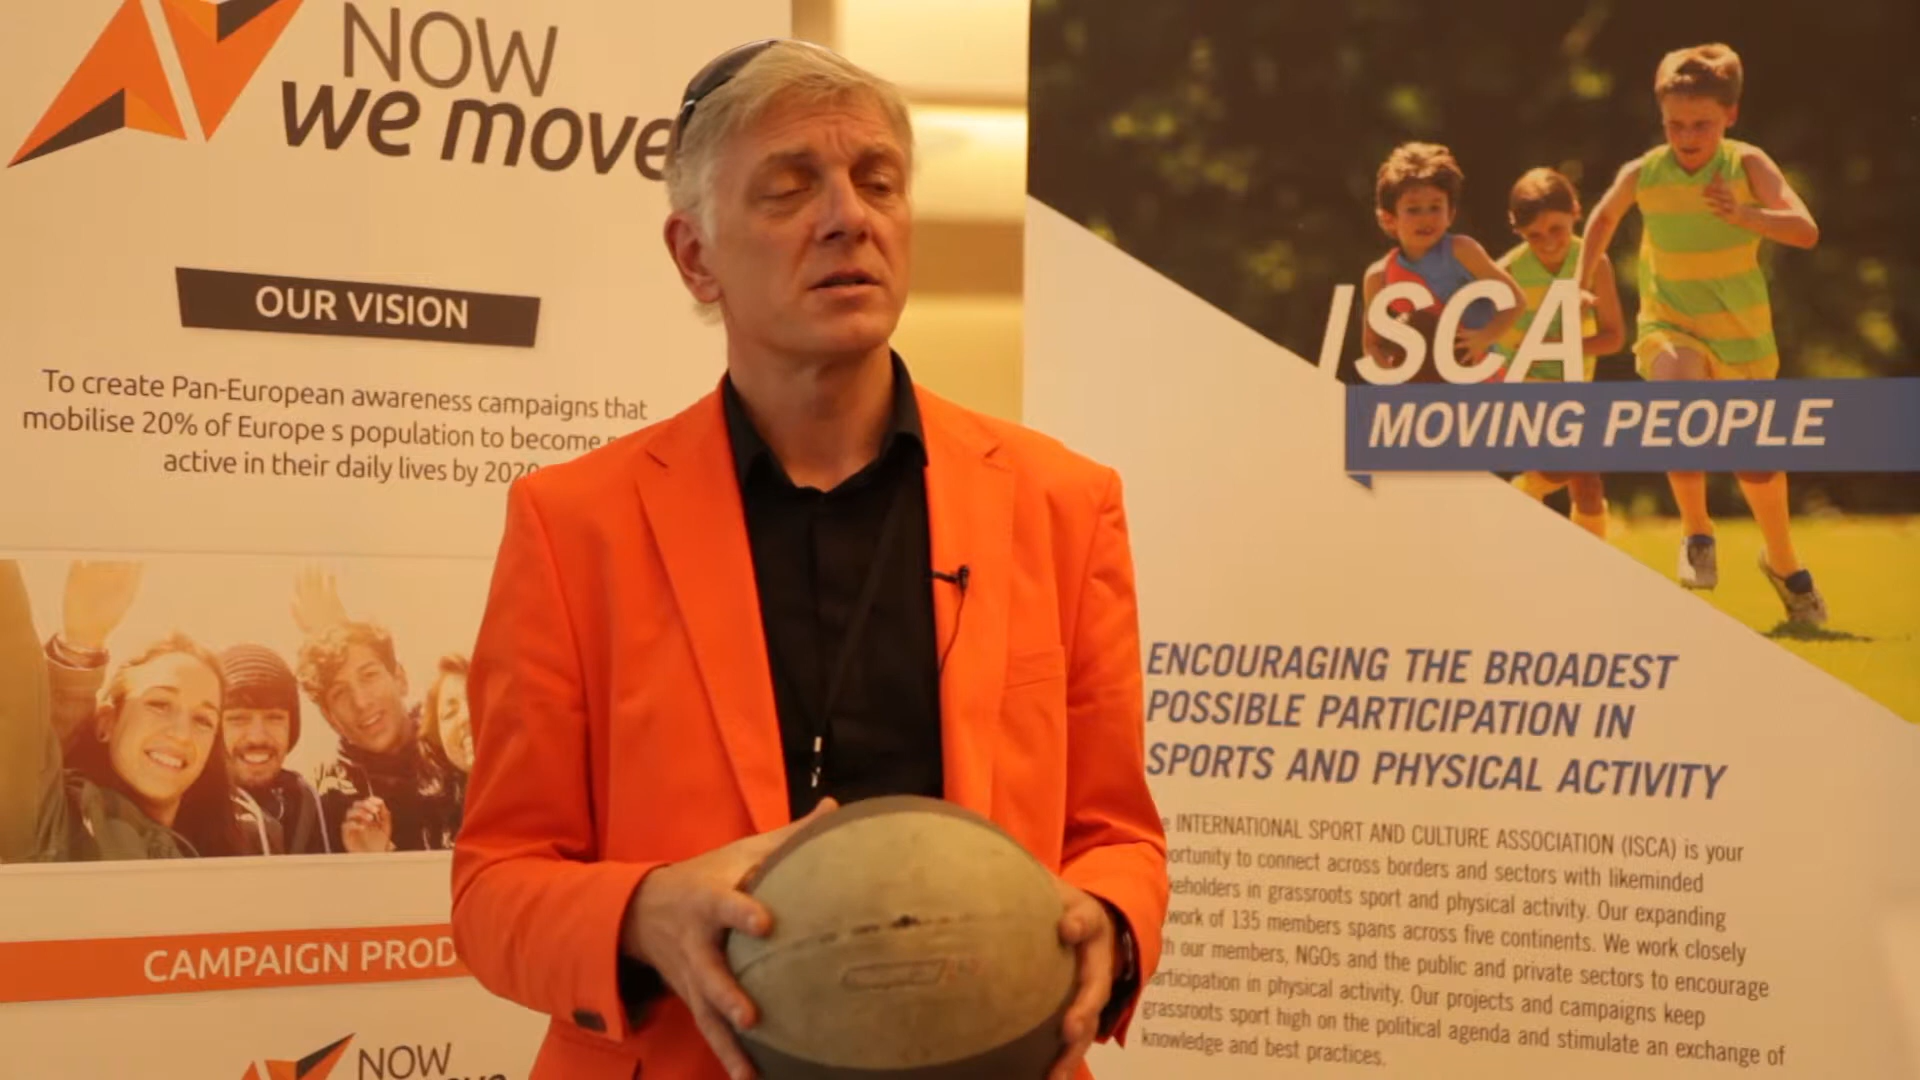 NOW
we move
OUR VISION
To create Pan-European awareness campaigns that
mobilise 20% of Europe s population to become
active in their daily lives by 2020
CAMPAIGN PROD
NOW
ISCA
MOVING PEOPLE
ENCOURAGING THE BROADEST
POSSIBLE PARTICIPATION IN
SPORTS AND PHYSICAL ACTIVITY
INTERNATIONAL SPORT AND CULTURE ASSOCIATION (ISCA) is your
to connect across borders and sectors with likeminded
in grassroots sport and physical activity. Our expanding
work of 135 members spans across five continents. We work closely
our members, NGOs and the public and private sectors to encourage
participation in physical activity. Our projects and campaigns keep
grassroots sport high on the political agenda and stimulate an exchange of
knowledge and best practices.